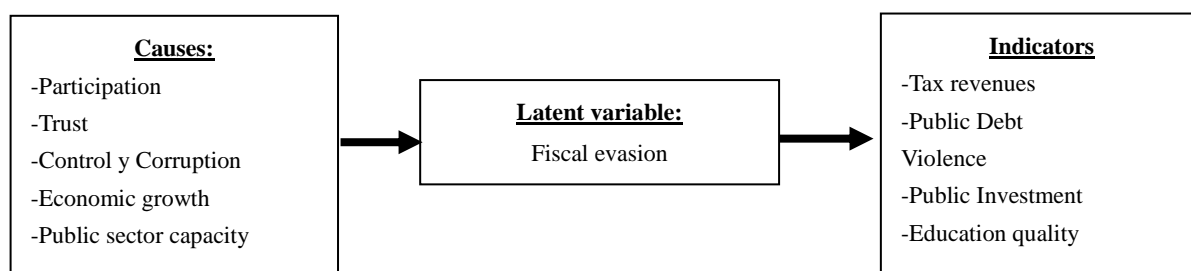 Causes:
-Participation
-Trust
-Control y Corruption
-Economic growth
-Public sector capacity
Latent variable:
Fiscal evasion
Indicators
-Tax revenues
-Public Debt
Violence
-Public Investment
-Education quality